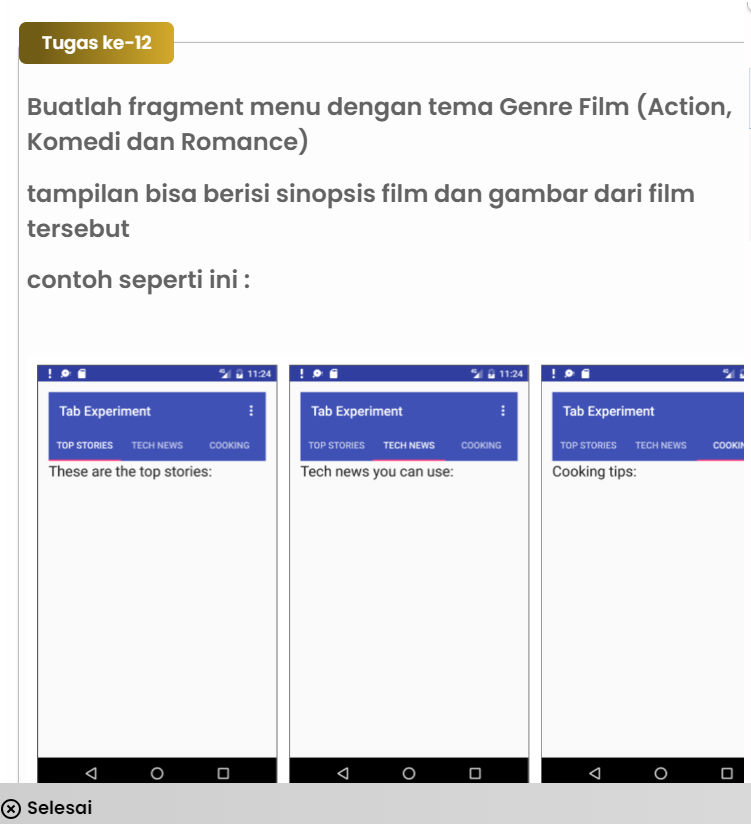 Tugas ke-12
Buatlah fragment menu dengan tema Genre Film (Action,
Komedi dan Romance)
tampilan bisa berisi sinopsis film dan gambar dari film
tersebut
contoh seperti ini :
11:24
Tab Experiment
TOP STORIES TECH NEWS COOKING
These are the top stories:
11:24
Tab Experiment
TOP STORIES TECH NEWS COOKING
Tech news you can use:
Tab Experiment
TOP STORIES TECH NEWS
Cooking tips:
Selesai